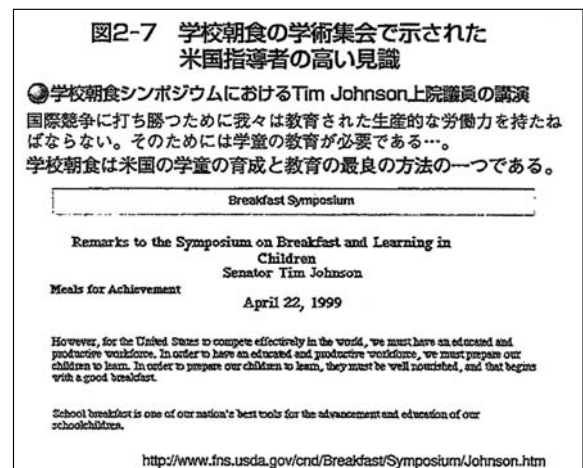 図2-7　学校朝食の学術集会で示された
米国指導者の高い見識
学校朝食シンポジウムにおけるTim Johnson上院議員の講演
国際競争に打ち勝つために我々は教育された生産的な労働力を持たね
ばならない。そのためには学童の教育が必要である…。
学校朝食は米国の学童の育成と教育の最良の方法の一つである。
Breakfast Symposium
Remarks to the Symposium on Breakfast and Learning in
Children
Senator Tim Johnson
Meals for Achievement
April 22, 1999
However, for the United States to compete effectively in the world, we must have an educated and
productive workforce. In order to have an educated and productive workforce, we must prepare our
children to learn. In order to prepare our children to learn, they must be well nourished, and that begins
with a good breakfast.
School breakfast is one of our nation's best tools for the advancement and education of our
schoolchildren.
http://www.fns.usda.gov/cnd/Breakfast/Symposium/Johnson.htm